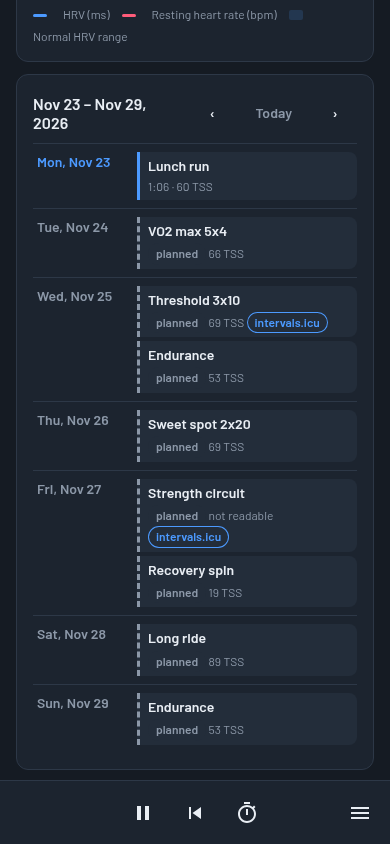 HRV (ms) Resting heart rate (bpm)
Normal HRV range
Nov 23 – Nov 29,
2026
‹ Today ›
Mon, Nov 23
Lunch run
1:06 · 60 TSS
Tue, Nov 24
VO2 max 5x4
planned 66 TSS
Wed, Nov 25
Threshold 3x10
planned 69 TSS intervals.icu
Endurance
planned 53 TSS
Thu, Nov 26
Sweet spot 2x20
planned 69 TSS
Fri, Nov 27
Strength circuit
planned not readable
intervals.icu
Recovery spin
planned 19 TSS
Sat, Nov 28
Long ride
planned 89 TSS
Sun, Nov 29
Endurance
planned 53 TSS